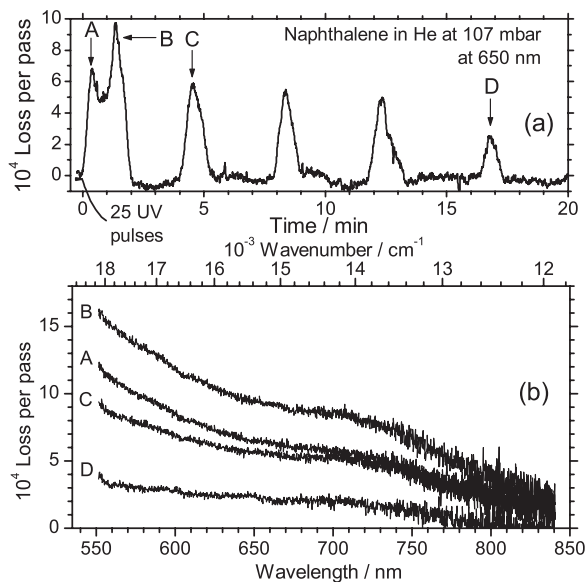 10⁴ Loss per pass
10
8
6
4
2
0
A
B
C
D
Naphthalene in He at 107 mbar
at 650 nm
(a)
0
5
10
15
20
25 UV
pulses
Time / min
10⁻³ Wavenumber / cm⁻¹
18
17
16
15
14
13
12
10⁴ Loss per pass
15
10
5
0
B
A
C
D
(b)
550
600
650
700
750
800
850
Wavelength / nm